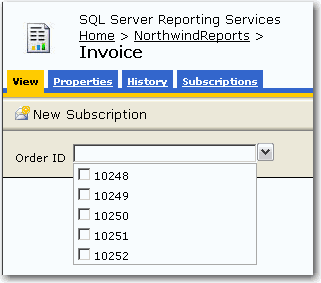 SQL Server Reporting Services
Home > NorthwindReports >
Invoice
View Properties History Subscriptions
New Subscription
Order ID
10248
10249
10250
10251
10252